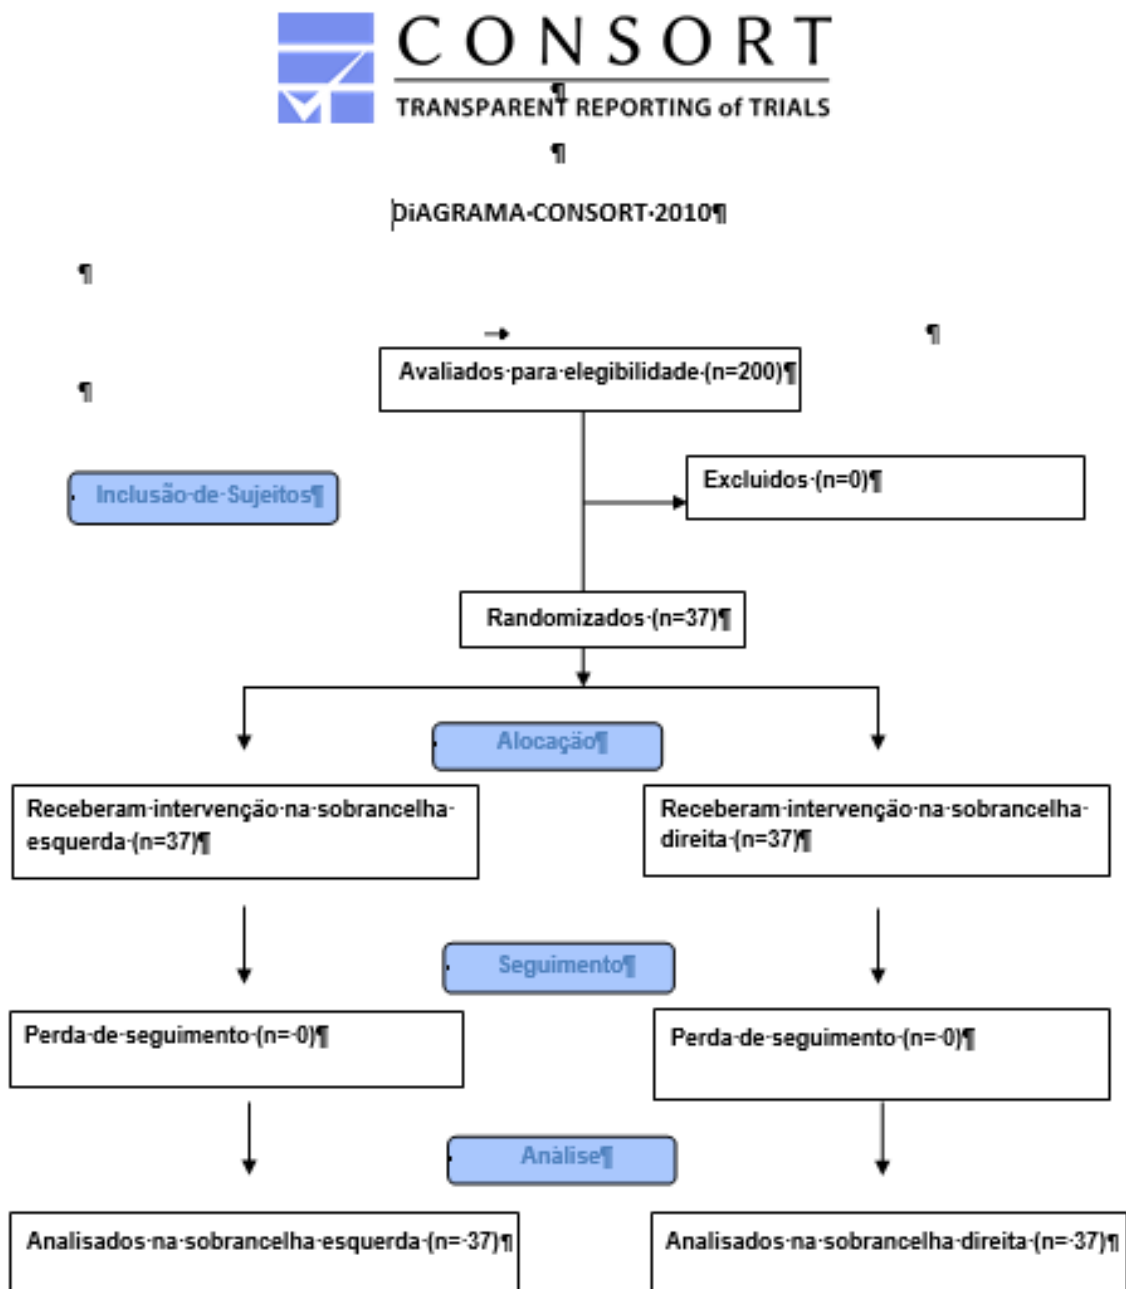 CONSORT
TRANSPARENT REPORTING of TRIALS
¶
¶
DiAGRAMA·CONSORT·2010¶
¶
¶
Avaliados·para·elegibilidade·(n=200)¶
¶
Excluidos·(n=0)¶
Inclusão·de·Sujeitos¶
Randomizados·(n=37)¶
Alocação¶
Receberam·intervenção·na·sobrancelha·
esquerda·(n=37)¶
Receberam·intervenção·na·sobrancelha·
direita·(n=37)¶
Seguimento¶
Perda·de·seguimento·(n=·0)¶
Perda·de·seguimento·(n=·0)¶
Análise¶
Analisados·na·sobrancelha·esquerda·(n=·37)¶
Analisados·na·sobrancelha·direita·(n=·37)¶